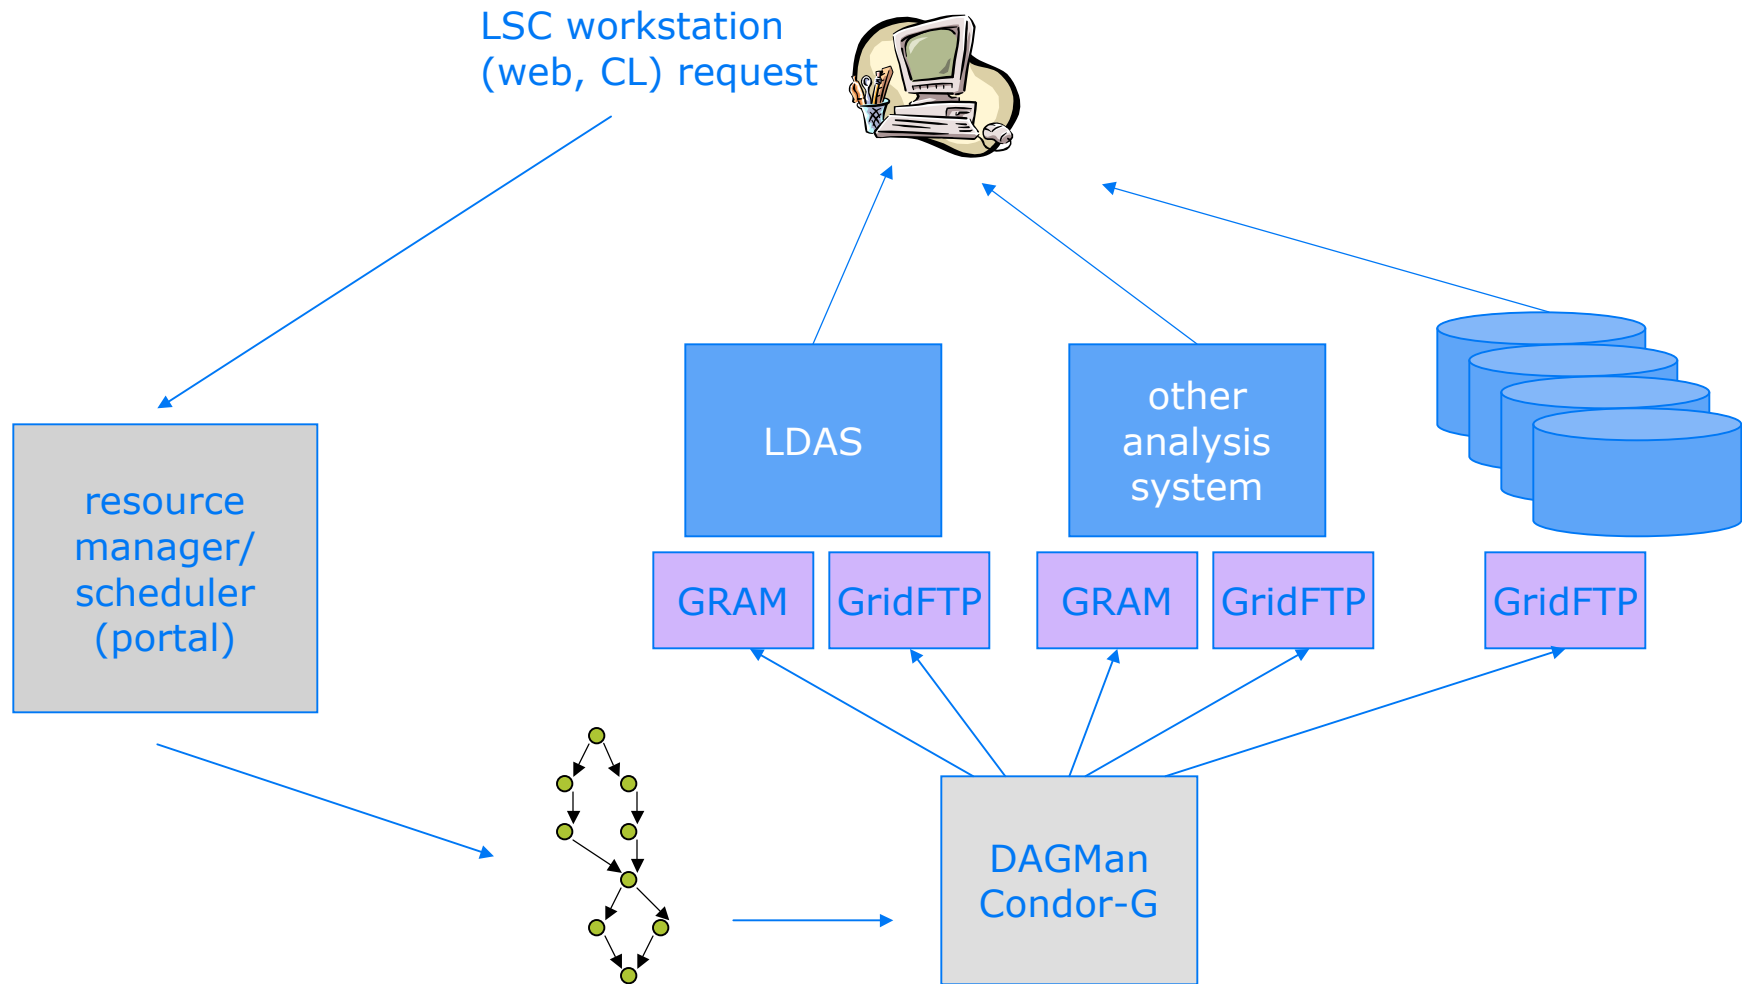 LSC workstation
(web, CL) request
LDAS
other
analysis
system
resource
manager/
scheduler
(portal)
GRAM
GridFTP
GRAM
GridFTP
GridFTP
DAGMan
Condor-G